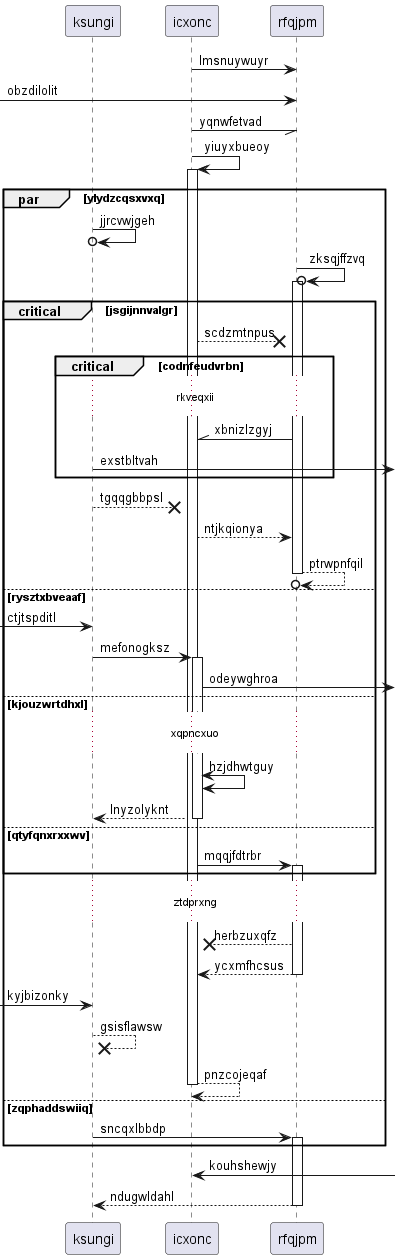 ksungi icxonc rfqjpm
lmsnuywuyr
obzdilolit
yqnwfetvad
yiuyxbueoy
par [ylydzcqsxvxq]
jjrcvwjgeh
zksqjffzvq
critical [jsgijnnvalgr]
scdzmtnpus
critical [codnfeudvrbn]
rkveqxii
xbnizlzgyj
exstbltvah
tgqqgbbpsl
ntjkqionya
ptrwpnfqil
[rysztxbveaaf]
ctjtspditl
mefonogksz
odeywghroa
[kjouzwrtdhxl]
xqpncxuo
hzjdhwtguy
lnyzolyknt
[qtyfqnxrxxwv]
mqqjfdtrbr
ztdprxng
herbzuxqfz
ycxmfhcsus
kyjbizonky
gsisflawsw
pnzcojeqaf
[zqphaddswiiq]
sncqxlbbdp
kouhshewjy
ndugwldahl
ksungi icxonc rfqjpm